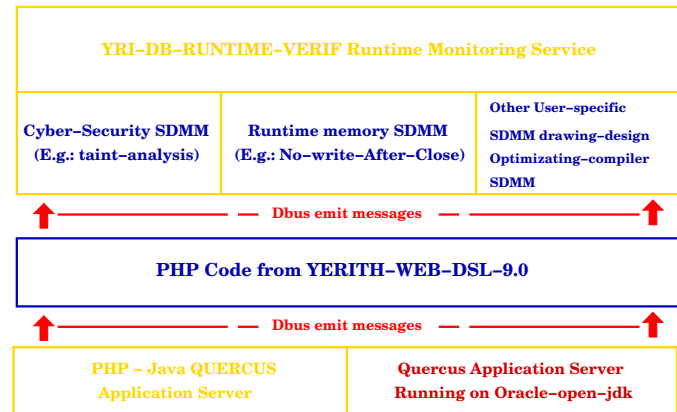 YRI-DB-RUNTIME-VERIF Runtime Monitoring Service
Cyber-Security SDMM
(E.g.: taint-analysis)
Runtime memory SDMM
(E.g.: No-write-After-Close)
Other User-specific
SDMM drawing-design
Optimizating-compiler
SDMM
Dbus emit messages
PHP Code from YERITH-WEB-DSL-9.0
Dbus emit messages
PHP - Java QUERCUS
Application Server
Quercus Application Server
Running on Oracle-open-jdk